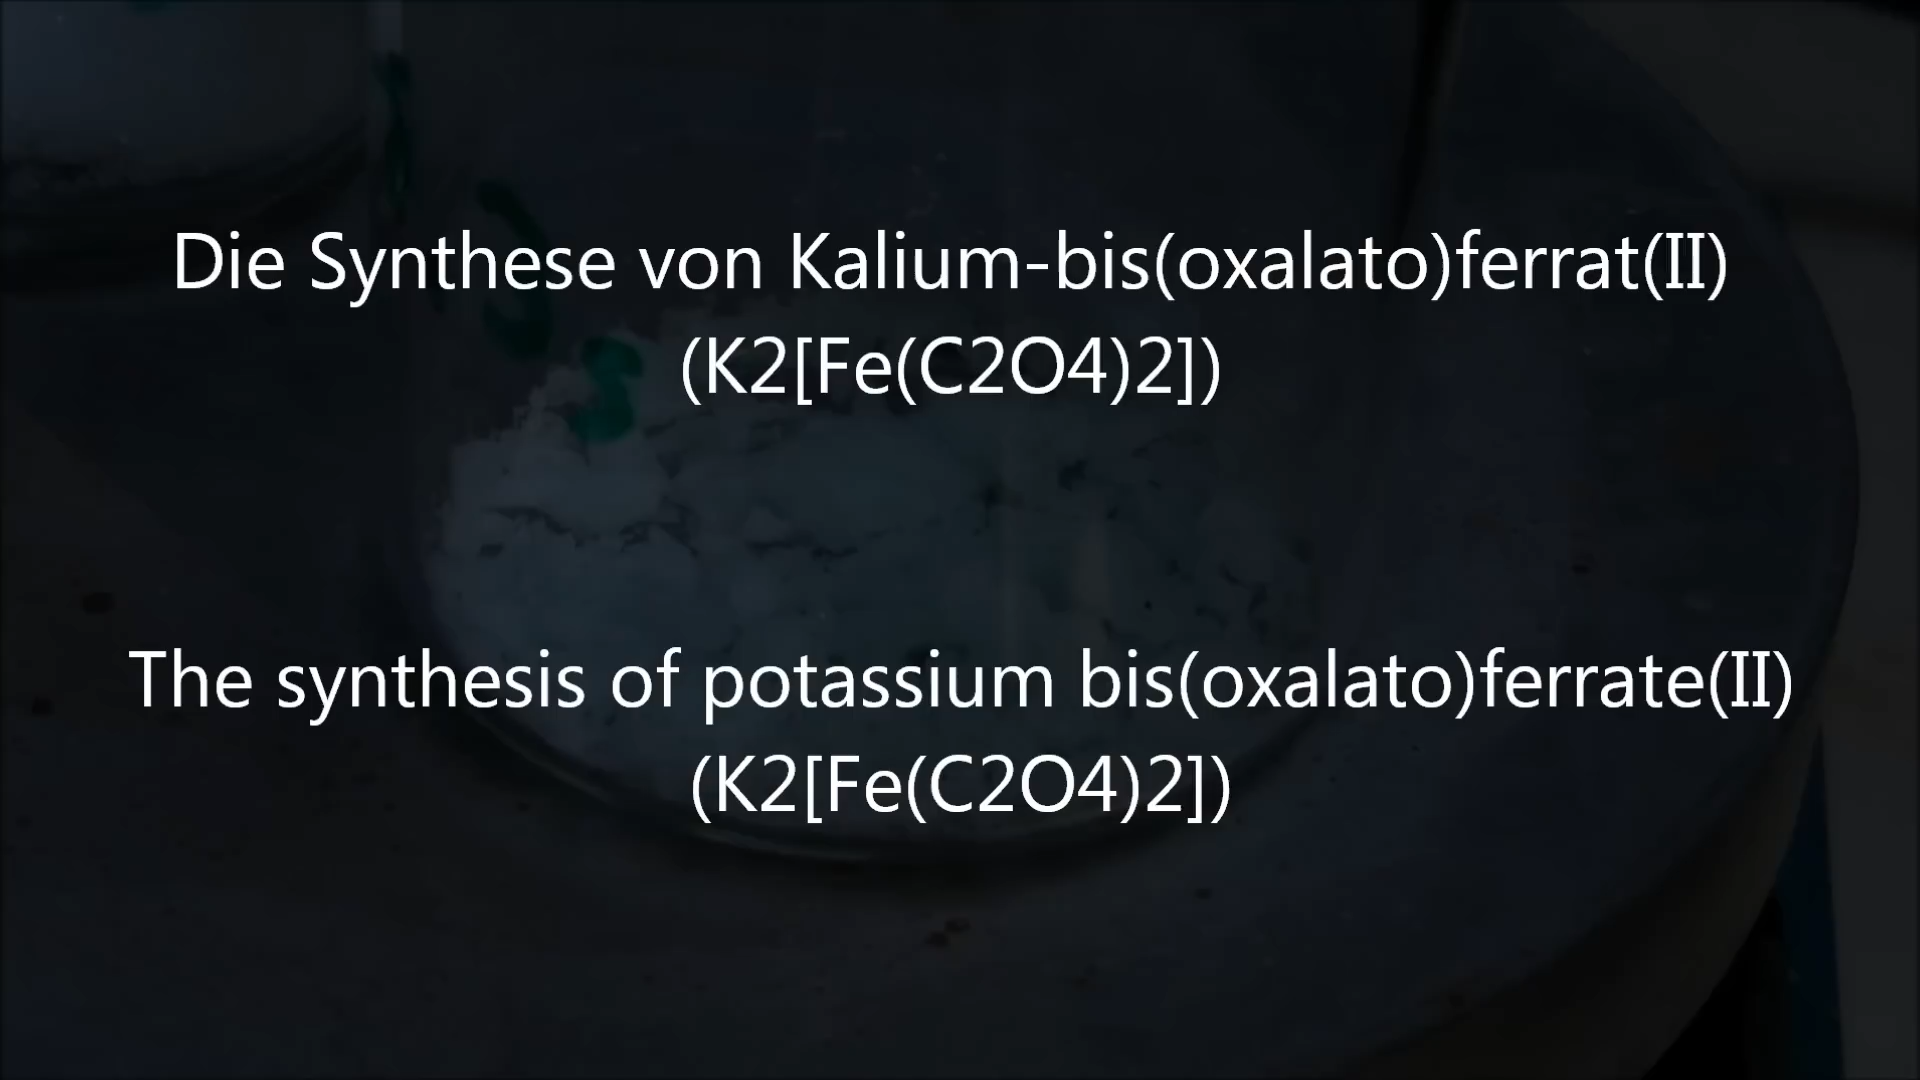 Die Synthese von Kalium-bis(oxalato)ferrat(II)
(K2[Fe(C2O4)2])
The synthesis of potassium bis(oxalato)ferrate(II)
(K2[Fe(C2O4)2])